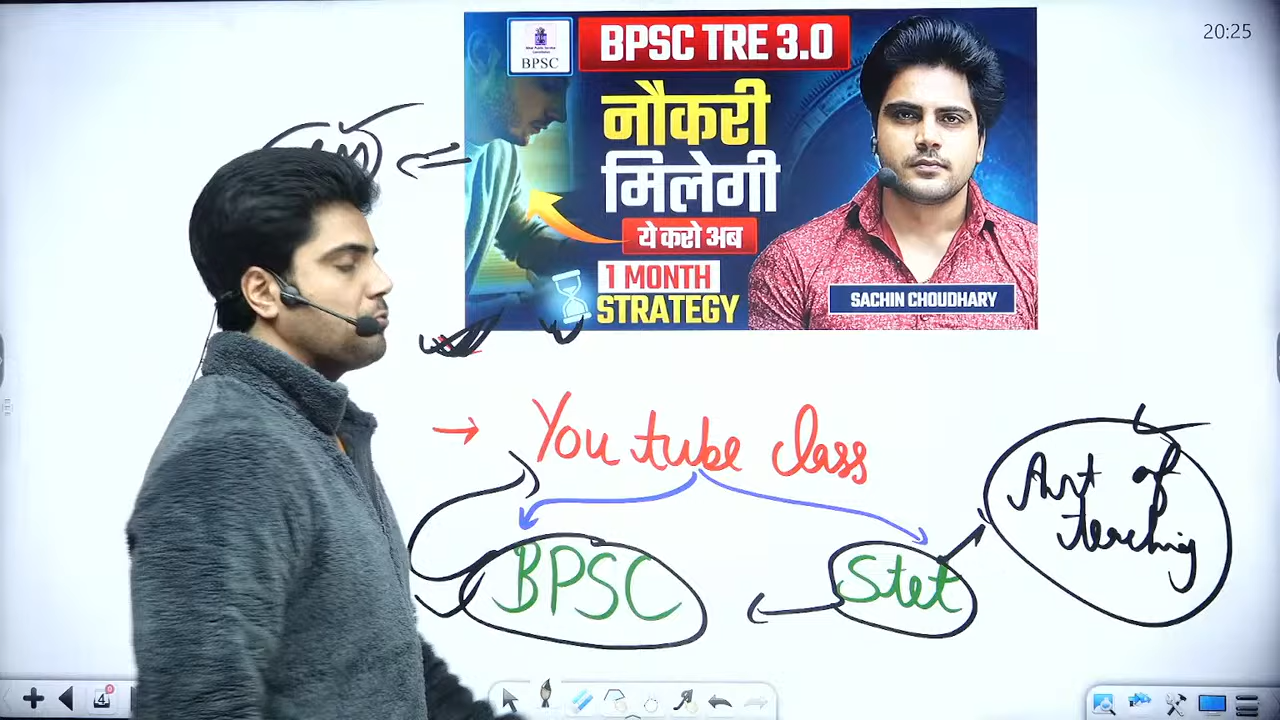 20:25
BPSC
BPSC TRE 3.0
नौकरी
मिलेगी
ये करो अब
1 MONTH
STRATEGY
SACHIN CHOUDHARY
You tube class
BPSC
Stet
Art of
teaching
4